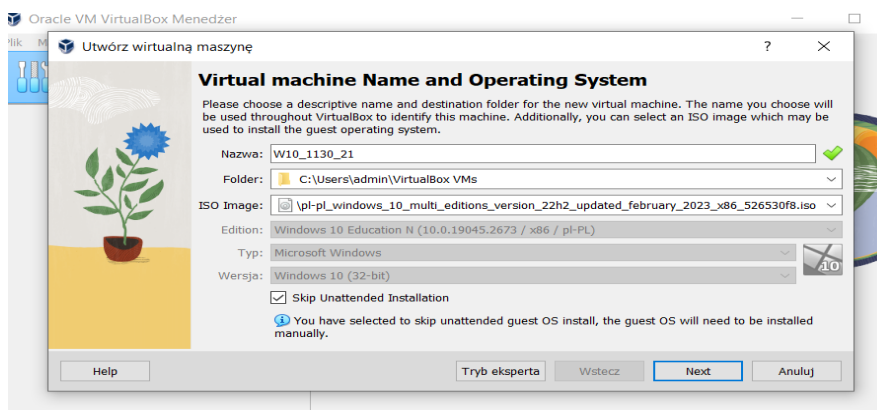 Oracle VM VirtualBox Menedżer
Plik M
Utwórz wirtualną maszynę ?
Virtual machine Name and Operating System
Please choose a descriptive name and destination folder for the new virtual machine. The name you choose will
be used throughout VirtualBox to identify this machine. Additionally, you can select an ISO image which may be
used to install the guest operating system.
Nazwa: W10_1130_21
Folder: C:\Users\admin\VirtualBox VMs
ISO Image: \pl-pl_windows_10_multi_editions_version_22h2_updated_february_2023_x86_526530f8.iso
Edition: Windows 10 Education N (10.0.19045.2673 / x86 / pl-PL)
Typ: Microsoft Windows
Wersja: Windows 10 (32-bit)
10
Skip Unattended Installation
You have selected to skip unattended guest OS install, the guest OS will need to be installed
manually.
Help Tryb eksperta Wstecz Next Anuluj